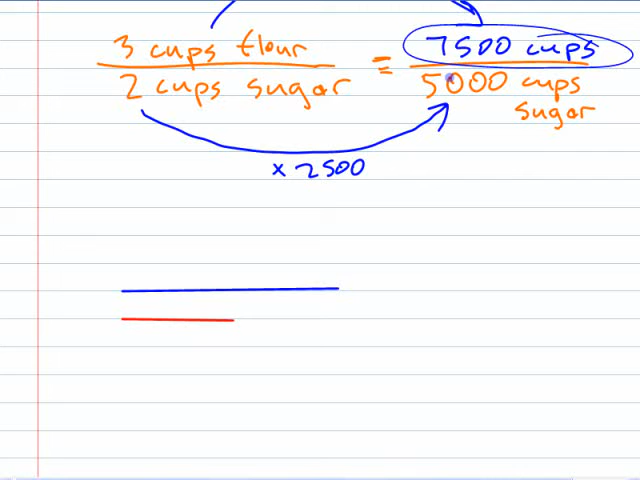 3 cups flour = 7500 cups
2 cups sugar 5000 cups
sugar
x 2500